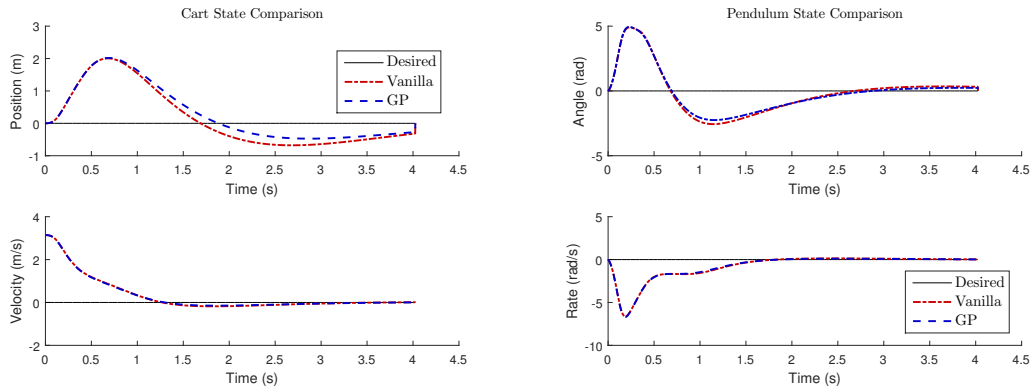 Cart State Comparison
3
2
1
0
-1
Position (m)
Desired
Vanilla
GP
0 0.5 1 1.5 2 2.5 3 3.5 4 4.5
Time (s)
Pendulum State Comparison
5
0
-5
Angle (rad)
0 0.5 1 1.5 2 2.5 3 3.5 4 4.5
Time (s)
4
2
0
-2
Velocity (m/s)
0 0.5 1 1.5 2 2.5 3 3.5 4 4.5
Time (s)
5
0
-5
-10
Rate (rad/s)
Desired
Vanilla
GP
0 0.5 1 1.5 2 2.5 3 3.5 4 4.5
Time (s)